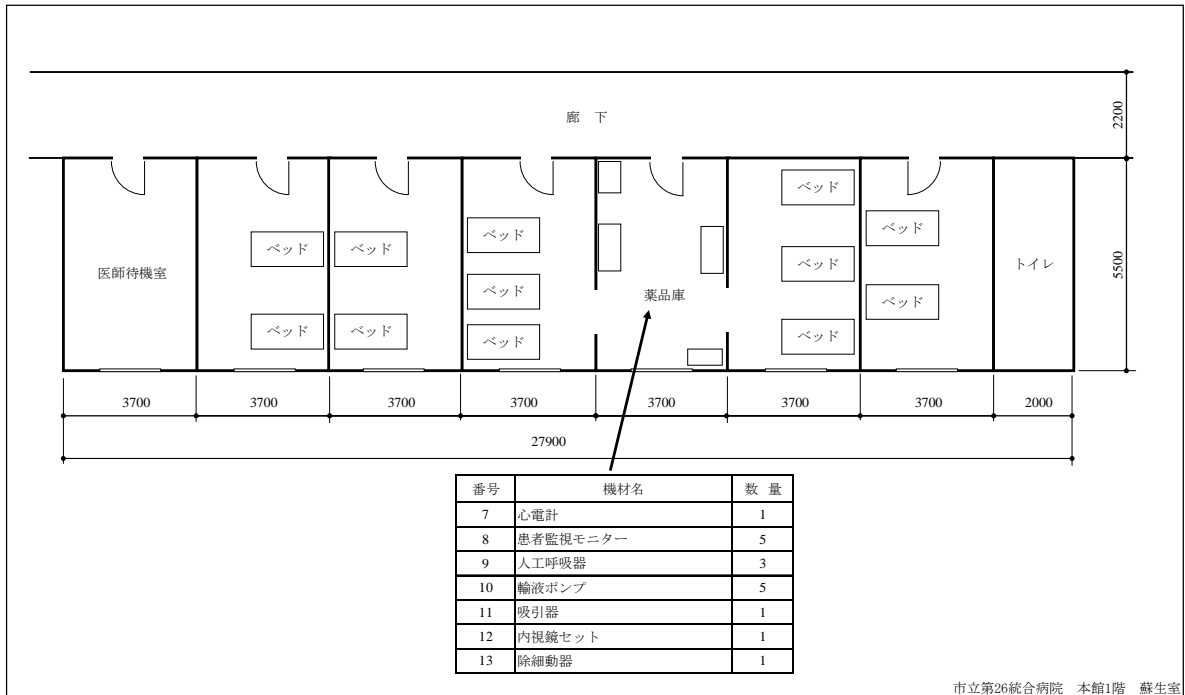 廊 下
2200
ベッド
ベッド
ベッド
ベッド
ベッド
ベッド
医師待機室
ベッド
ベッド
トイレ
5500
ベッド
薬品庫
ベッド
ベッド
ベッド
ベッド
3700
3700
3700
3700
3700
3700
3700
2000
27900
番号 機材名 数 量
7 心電計 1
8 患者監視モニター 5
9 人工呼吸器 3
10 輸液ポンプ 5
11 吸引器 1
12 内視鏡セット 1
13 除細動器 1
市立第26統合病院 本館1階 蘇生室